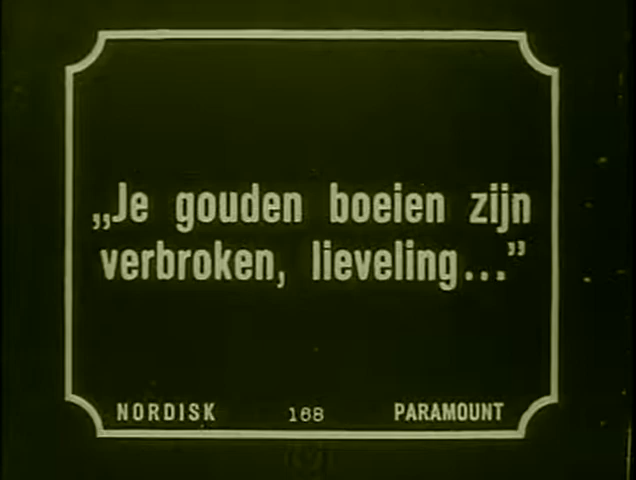 „Je gouden boeien zijn
verbroken, lieveling...”
NORDISK 168 PARAMOUNT